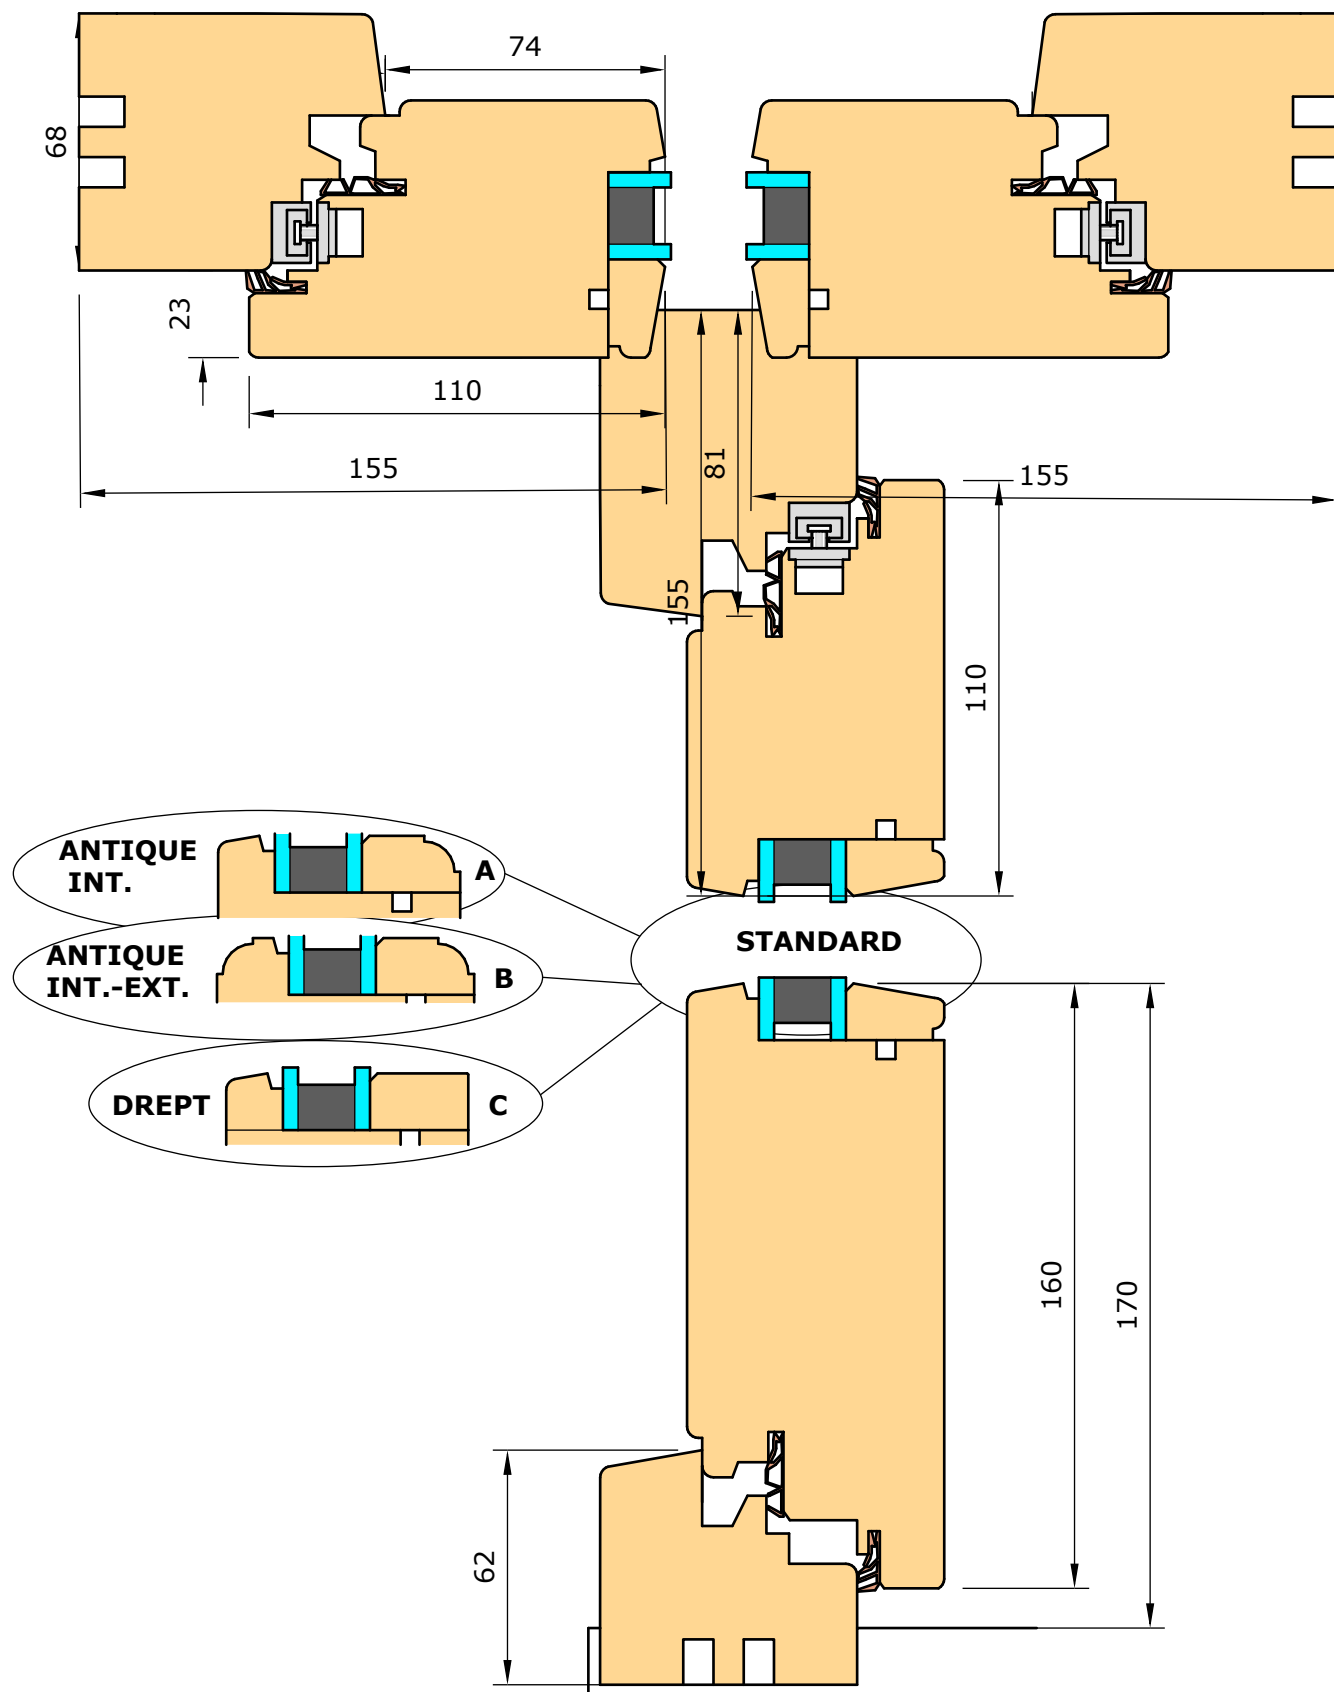 74
68
23
110
155
81
155
155
110
ANTIQUE
INT.
A
STANDARD
ANTIQUE
INT.-EXT.
B
DREPT
C
160
170
62